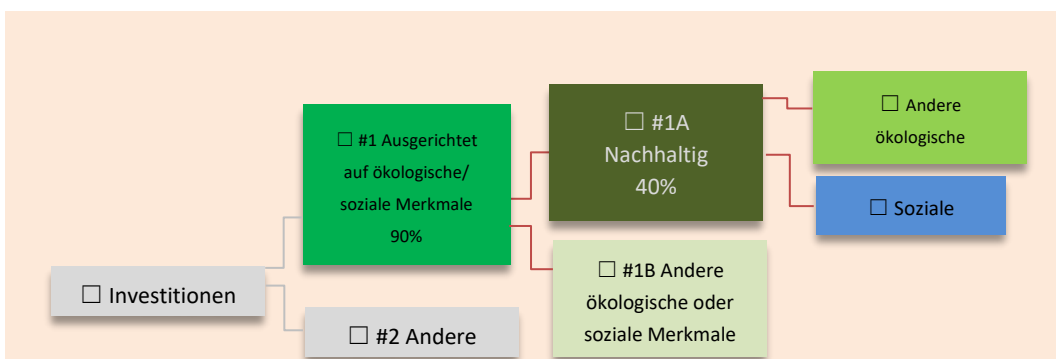 ☐ Investitionen
☐ #1 Ausgerichtet
auf ökologische/
soziale Merkmale
90%
☐ #2 Andere
☐ #1A
Nachhaltig
40%
☐ #1B Andere
ökologische oder
soziale Merkmale
☐ Andere
ökologische
☐ Soziale